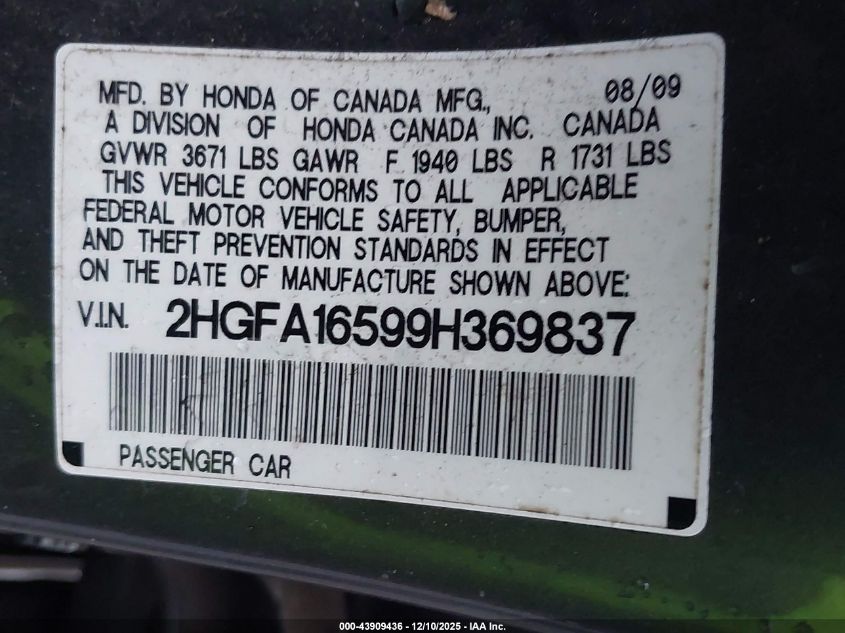 MFD. BY HONDA OF CANADA MFG., 08/09
A DIVISION OF HONDA CANADA INC. CANADA
GVWR 3671 LBS GAWR F 1940 LBS R 1731 LBS
THIS VEHICLE CONFORMS TO ALL APPLICABLE
FEDERAL MOTOR VEHICLE SAFETY, BUMPER,
AND THEFT PREVENTION STANDARDS IN EFFECT
ON THE DATE OF MANUFACTURE SHOWN ABOVE:
V.I.N. 2HGFA16599H369837
PASSENGER CAR
000-43909436 - 12/10/2025 - IAA Inc.